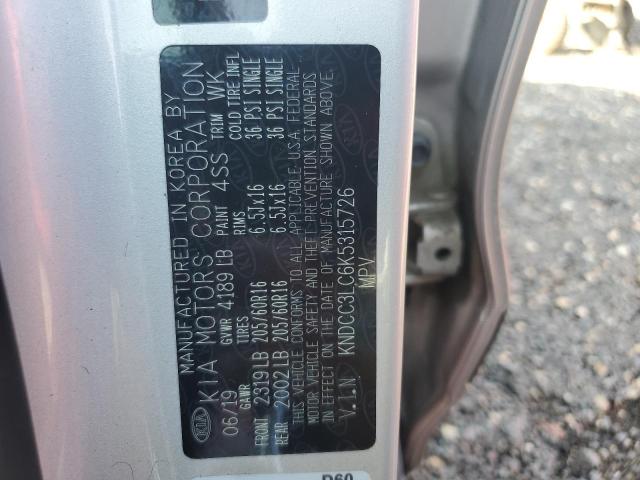 MANUFACTURED IN KOREA BY
KIA MOTORS CORPORATION
06/19 GVWR 4189 LB PAINT 4SS TRIM WK
GAWR TIRES RIMS COLD TIRE INFL
FRONT 2319 LB 205/60R16 6.5Jx16 36 PSI SINGLE
REAR 2002 LB 205/60R16 6.5Jx16 36 PSI SINGLE
THIS VEHICLE CONFORMS TO ALL APPLICABLE U.S.A. FEDERAL
MOTOR VEHICLE SAFETY AND THEFT PREVENTION STANDARDS
IN EFFECT ON THE DATE OF MANUFACTURE SHOWN ABOVE.
V.I.N KNDCC3LC6K5315726
MPV
KIA
D60